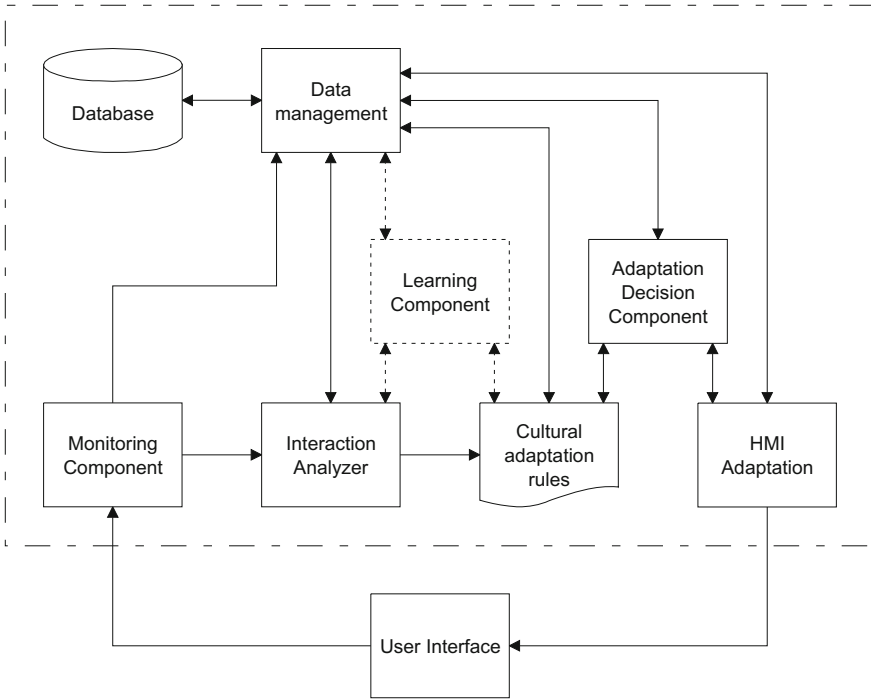 Database
Data
management
Learning
Component
Adaptation
Decision
Component
Monitoring
Component
Interaction
Analyzer
Cultural
adaptation
rules
HMI
Adaptation
User Interface